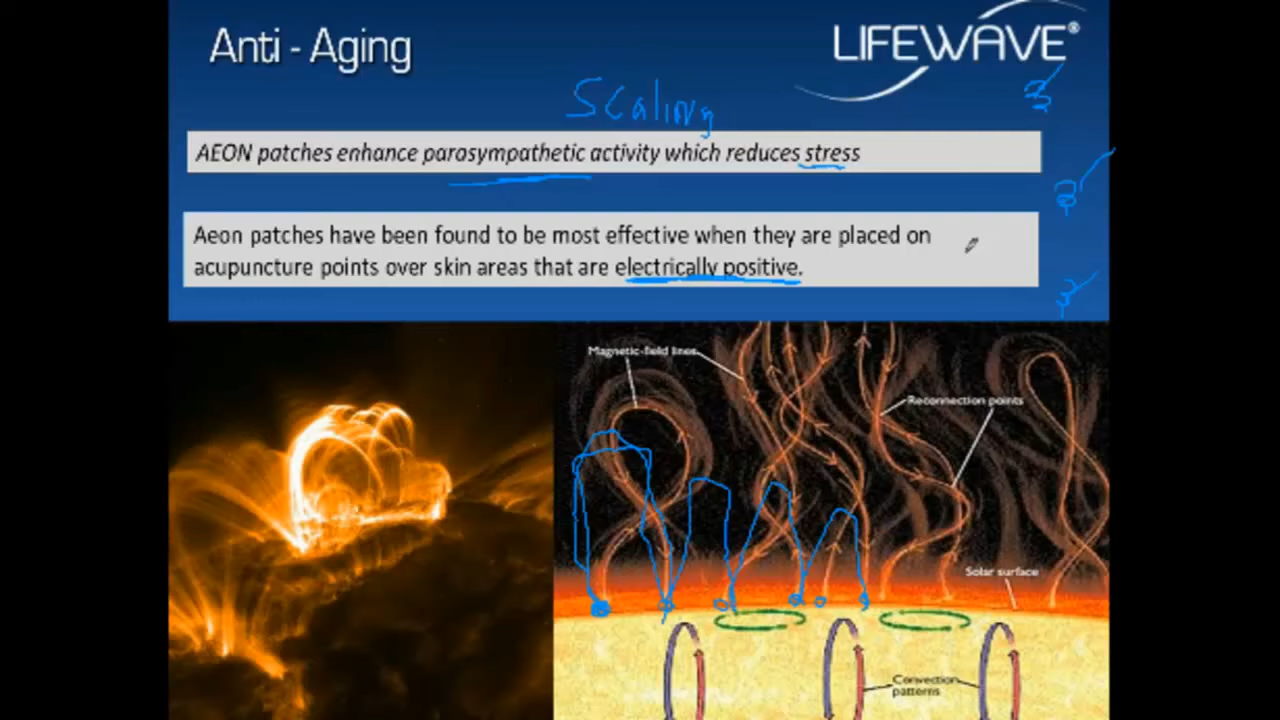 Anti - Aging
LIFEWAVE®
Scaling
AEON patches enhance parasympathetic activity which reduces stress
Aeon patches have been found to be most effective when they are placed on
acupuncture points over skin areas that are electrically positive.
Magnetic-field lines
Reconnection points
Solar surface
Convection
patterns